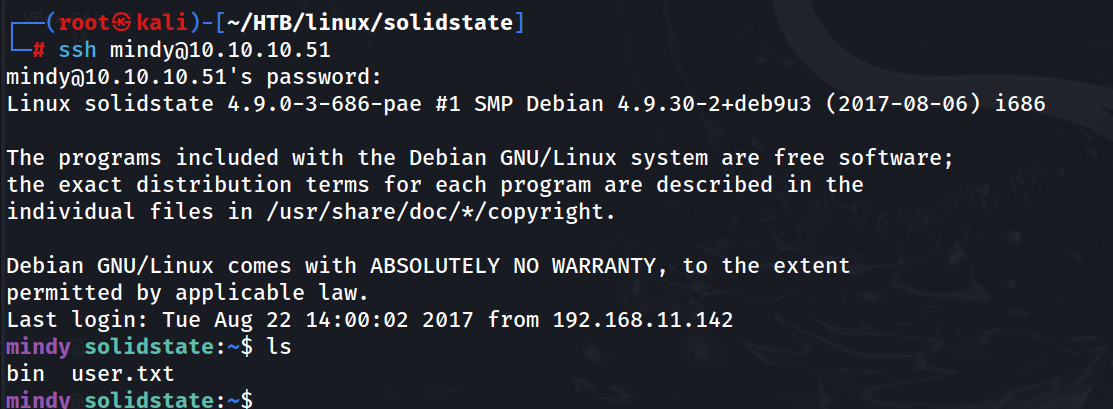 ┌──(root㉿kali)-[~/HTB/linux/solidstate]
└─# ssh mindy@10.10.10.51
mindy@10.10.10.51's password:
Linux solidstate 4.9.0-3-686-pae #1 SMP Debian 4.9.30-2+deb9u3 (2017-08-06) i686
The programs included with the Debian GNU/Linux system are free software;
the exact distribution terms for each program are described in the
individual files in /usr/share/doc/*/copyright.
Debian GNU/Linux comes with ABSOLUTELY NO WARRANTY, to the extent
permitted by applicable law.
Last login: Tue Aug 22 14:00:02 2017 from 192.168.11.142
mindy@solidstate:~$ ls
bin  user.txt
mindy@solidstate:~$